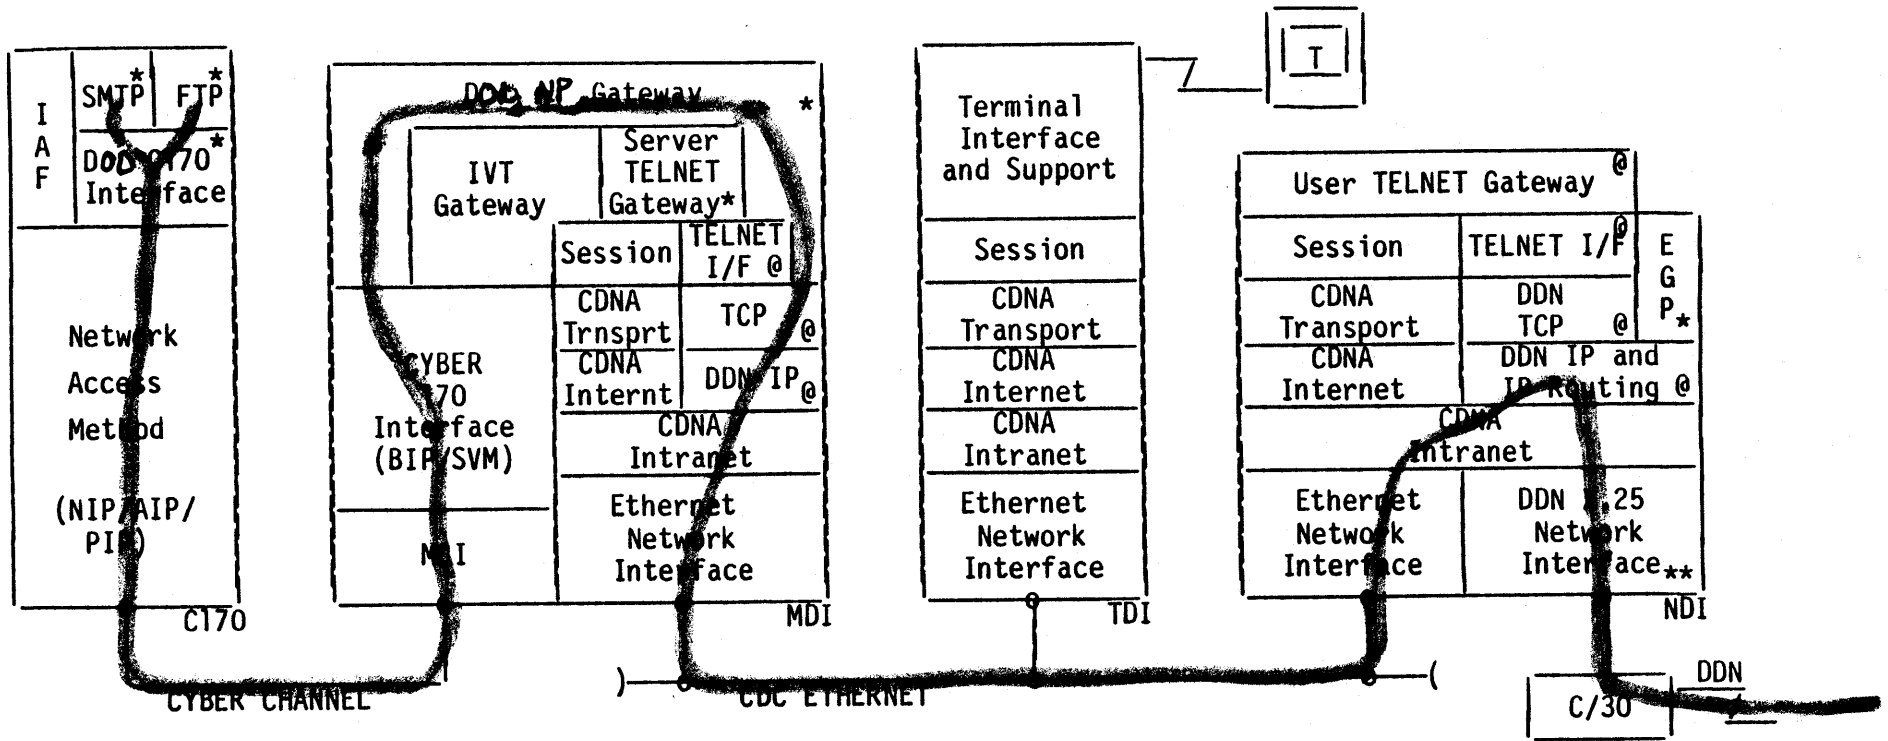 I
A
F
SMTP*
FTP*
DOD C170*
Interface
Network
Access
Method
(NIP/AIP/
PIP)
C170
CYBER CHANNEL
DOD NP Gateway
*
IVT
Gateway
Server
TELNET
Gateway*
Session
TELNET
I/F @
CDNA
Trnsprt
TCP
@
CDNA
Internt
DDN IP
@
CYBER
170
Interface
(BIP/SVM)
CDNA
Intranet
MCI
Ethernet
Network
Interface
MDI
CDC ETHERNET
T
Terminal
Interface
and Support
Session
CDNA
Transport
CDNA
Internet
CDNA
Intranet
Ethernet
Network
Interface
TDI
User TELNET Gateway @
Session
TELNET I/F @
E
G
P*
CDNA
Transport
DDN
TCP @
CDNA
Internet
DDN IP and
IP Routing @
CDNA
Intranet
Ethernet
Network
Interface
DDN X.25
Network
Interface**
NDI
C/30
DDN